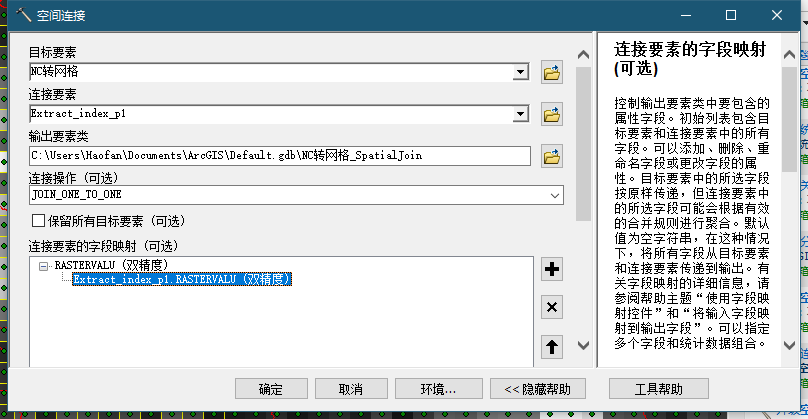 空间连接
目标要素
NC转网格
连接要素
Extract_index_p1
输出要素类
C:\Users\Haofan\Documents\ArcGIS\Default.gdb\NC转网格_SpatialJoin
连接操作 (可选)
JOIN_ONE_TO_ONE
保留所有目标要素 (可选)
连接要素的字段映射 (可选)
RASTERVALU (双精度)
Extract_index_p1.RASTERVALU (双精度)
确定
取消
环境...
<< 隐藏帮助
工具帮助
连接要素的字段映射
(可选)
控制输出要素类中要包含的
属性字段。初始列表包含目
标要素和连接要素中的所有
字段。可以添加、删除、重
命名字段或更改字段的属
性。目标要素中的所选字段
按原样传递，但连接要素中
的所选字段可能会根据有效
的合并规则进行聚合。默认
值为空字符串，在这种情况
下，将所有字段从目标要素
和连接要素传递到输出。有
关字段映射的详细信息，请
参阅帮助主题“使用字段映
射控件”和“将输入字段映
射到输出字段”。可以指定
多个字段和统计数据组合。